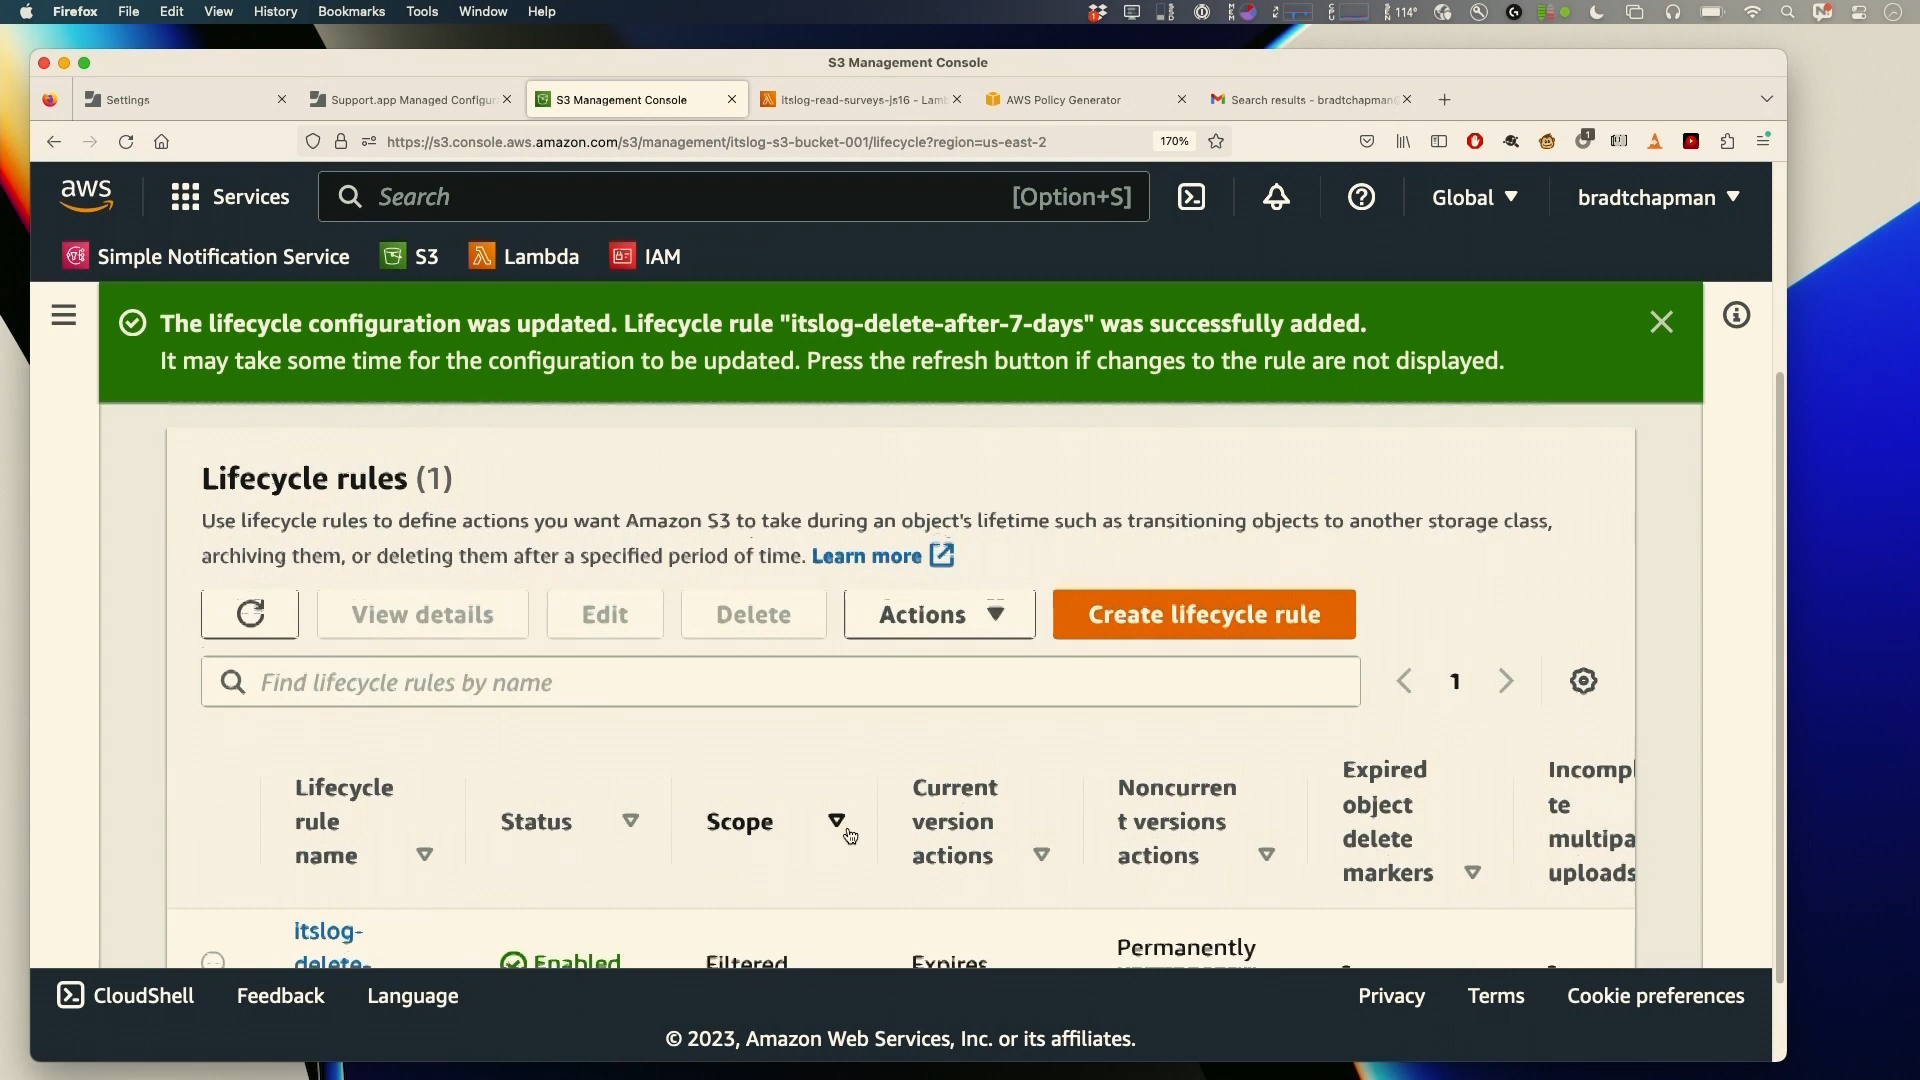 Firefox File Edit View History Bookmarks Tools Window Help
114°
S3 Management Console
Settings
Support.app Managed Configur
S3 Management Console
itslog-read-surveys-js16 - Lamb
AWS Policy Generator
Search results - bradtchapman
https://s3.console.aws.amazon.com/s3/management/itslog-s3-bucket-001/lifecycle?region=us-east-2
170%
1
aws
Services
Search
[Option+S]
Global
bradtchapman
Simple Notification Service
S3
Lambda
IAM
The lifecycle configuration was updated. Lifecycle rule "itslog-delete-after-7-days" was successfully added.
It may take some time for the configuration to be updated. Press the refresh button if changes to the rule are not displayed.
Lifecycle rules (1)
Use lifecycle rules to define actions you want Amazon S3 to take during an object's lifetime such as transitioning objects to another storage class,
archiving them, or deleting them after a specified period of time. Learn more
View details
Edit
Delete
Actions
Create lifecycle rule
Find lifecycle rules by name
1
Lifecycle
rule
name
Status
Scope
Current
version
actions
Noncurren
t versions
actions
Expired
object
delete
markers
Incompl
te
multipa
uploads
itslog-
delete-
Enabled
Filtered
Expires
Permanently
CloudShell
Feedback
Language
Privacy
Terms
Cookie preferences
© 2023, Amazon Web Services, Inc. or its affiliates.